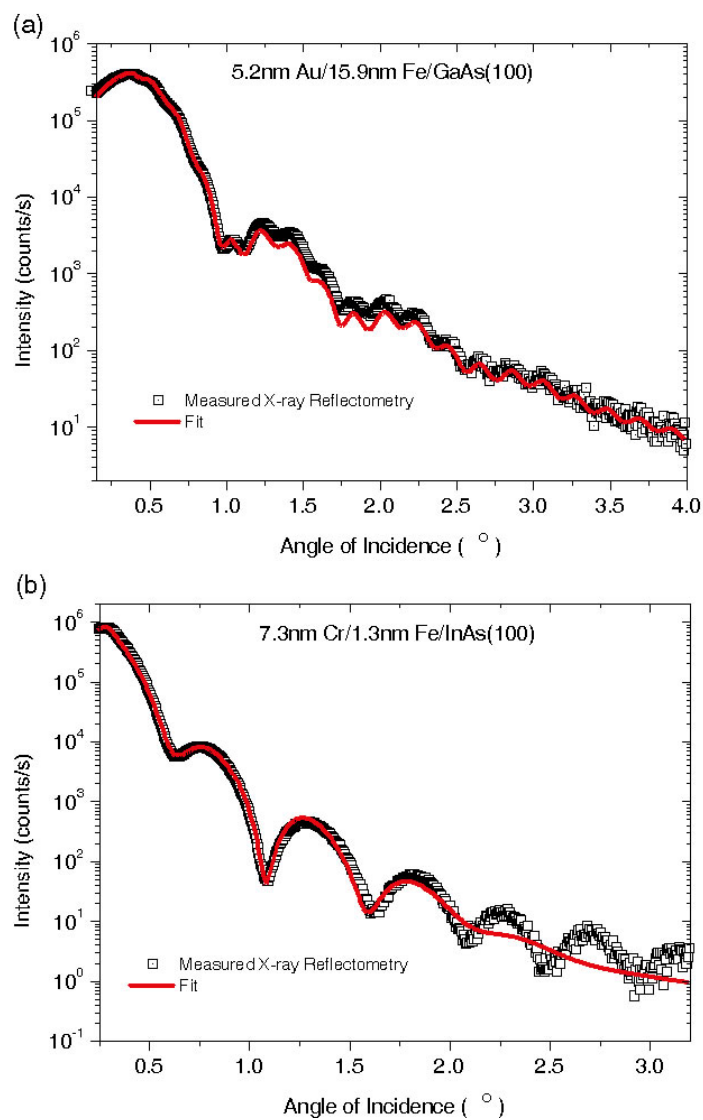 (a)
10^6
5.2nm Au/15.9nm Fe/GaAs(100)
10^5
10^4
10^3
10^2
10^1
Intensity (counts/s)
Measured X-ray Reflectometry
Fit
0.5 1.0 1.5 2.0 2.5 3.0 3.5 4.0
Angle of Incidence ( ° )
(b)
10^6
7.3nm Cr/1.3nm Fe/InAs(100)
10^5
10^4
10^3
10^2
10^1
10^0
10^-1
Intensity (counts/s)
Measured X-ray Reflectometry
Fit
0.5 1.0 1.5 2.0 2.5 3.0
Angle of Incidence ( ° )